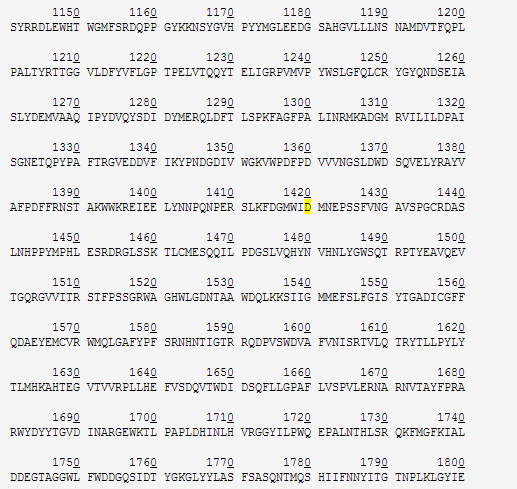 1150 1160 1170 1180 1190 1200
SYRRDLEWHT WGMFSRDQPP GYKKNSYGVH PYYMGLEEDG SAHGVLLLNS NAMDVTFQPL
1210 1220 1230 1240 1250 1260
PALTYRTTGG VLDFYVFLGP TPELVTQQYT ELIGRPVMVP YWSLGFQLCR YGYQNDSEIA
1270 1280 1290 1300 1310 1320
SLYDEMVAAQ IPYDVQYSDI DYMERQLDFT LSPKFAGFPA LINRMKADGM RVILILDPAI
1330 1340 1350 1360 1370 1380
SGNETQPYPA FTRGVEDDVF IKYPNDGDIV WGKVWPDFPD VVVNGSLDWD SQVELYRAYV
1390 1400 1410 1420 1430 1440
AFPDFFRNST AKWWKREIEE LYNNPQNPER SLKFDGMWID MNEPSSFVNG AVSPGCRDAS
1450 1460 1470 1480 1490 1500
LNHPPYMPHL ESRDRGLSSK TLCMESQQIL PDGSLVQHYN VHNLYGWSQT RPTYEAVQEV
1510 1520 1530 1540 1550 1560
TGQRGVVITR STFPSSGRWA GHWLGDNTAA WDQLKKSIIG MMEFSLFGIS YTGADICGFF
1570 1580 1590 1600 1610 1620
QDAEYEMCVR WMQLGAFYPF SRNHNTIGTR RQDPVSWDVA FVNISRTVLQ TRYTLLPYLY
1630 1640 1650 1660 1670 1680
TLMHKAHTEG VTVVRPLLHE FVSDQVTWDI DSQFLLGPAF LVSPVLERNA RNVTAYFPRA
1690 1700 1710 1720 1730 1740
RWYDYYTGVD INARGEWKTL PAPLDHINLH VRGGYILPWQ EPALNTHLSR QKFMGFKIAL
1750 1760 1770 1780 1790 1800
DDEGTAGGWL FWDDGQSIDT YGKGLYYLAS FSASQNTMQS HIIFNNYITG TNPLKLGYIE